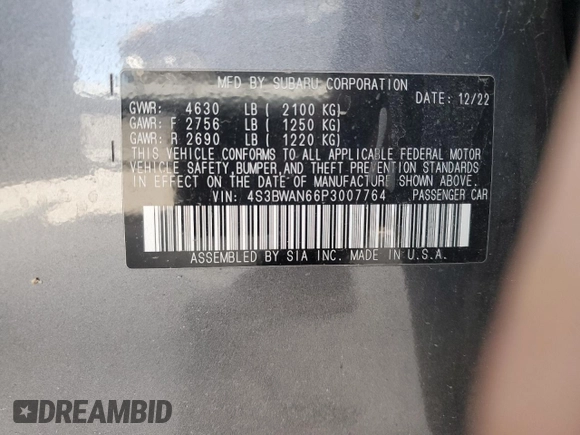 MFD BY SUBARU CORPORATION
DATE: 12/22
GVWR: 4630 LB ( 2100 KG)
GAWR: F 2756 LB ( 1250 KG)
GAWR: R 2690 LB ( 1220 KG)
THIS VEHICLE CONFORMS TO ALL APPLICABLE FEDERAL MOTOR
VEHICLE SAFETY, BUMPER, AND THEFT PREVENTION STANDARDS
IN EFFECT ON THE DATE OF MANUFACTURE SHOWN ABOVE.
VIN: 4S3BWAN66P3007764 PASSENGER CAR
ASSEMBLED BY SIA INC. MADE IN U.S.A.
DREAMBID